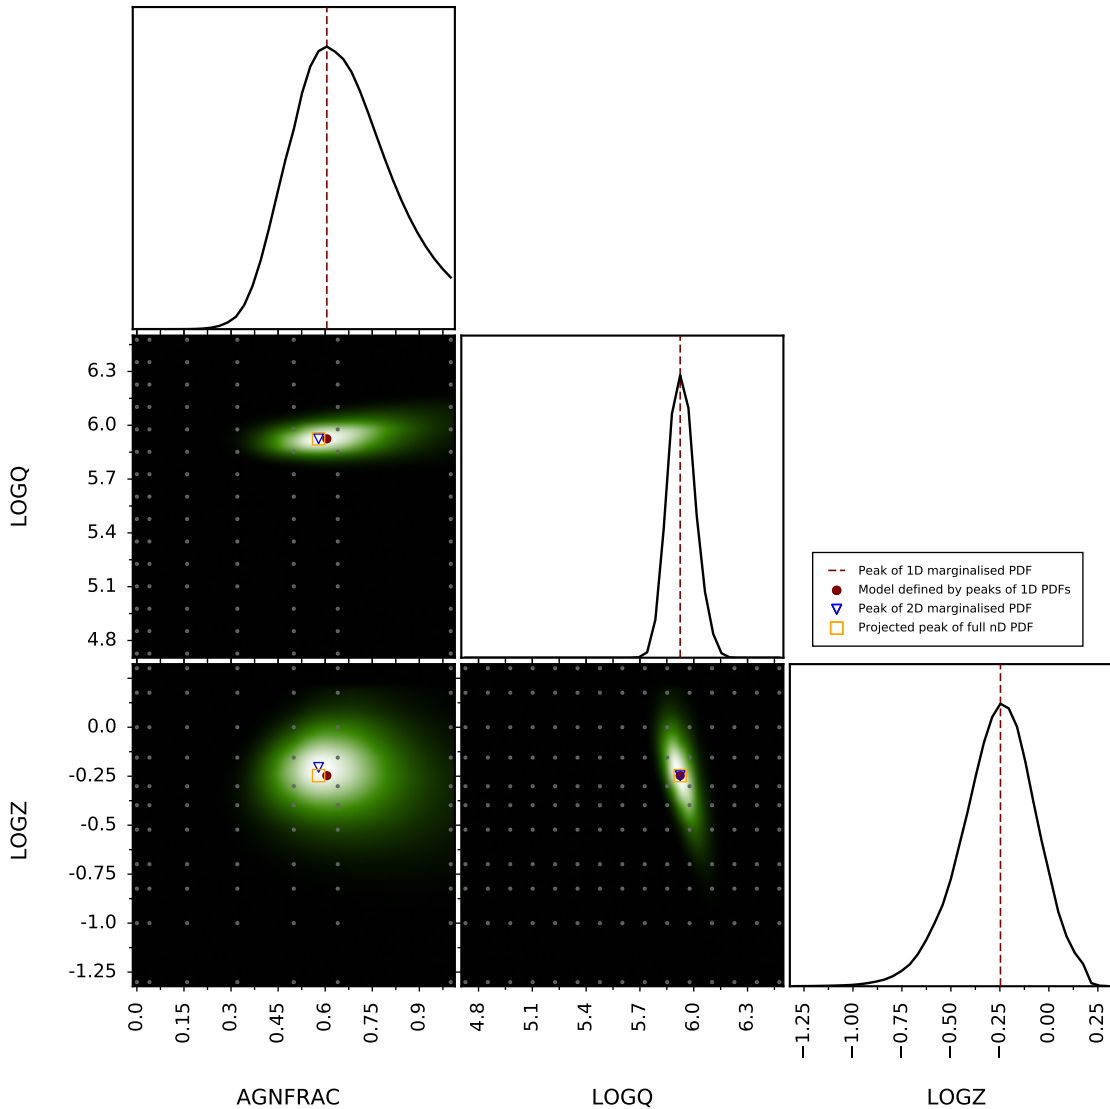 6.3
6.0
5.7
5.4
5.1
4.8
LOGQ
Peak of 1D marginalised PDF
Model defined by peaks of 1D PDFs
Peak of 2D marginalised PDF
Projected peak of full nD PDF
0.0
-0.25
-0.5
-0.75
-1.0
-1.25
LOGZ
0.0 0.15 0.3 0.45 0.6 0.75 0.9
4.8 5.1 5.4 5.7 6.0 6.3
−1.25 −1.00 −0.75 −0.50 −0.25 0.00 0.25
AGNFRAC LOGQ LOGZ